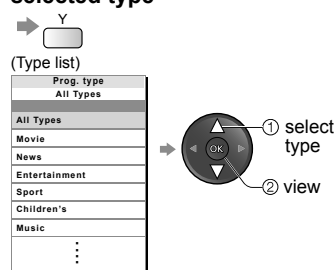 selected type
Y
(Type list)
Prog. type
All Types
All Types
Movie
News
Entertainment
Sport
Children's
Music
OK
① select
type
② view